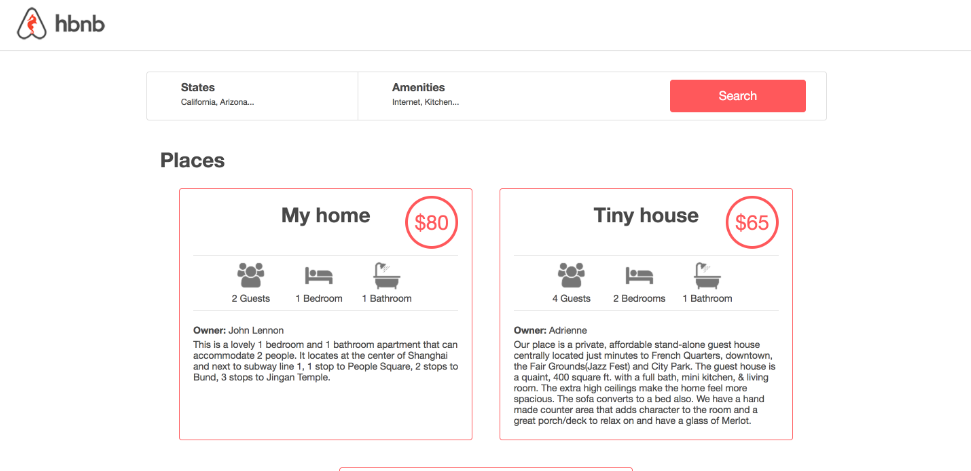 hbnb
States
California, Arizona...
Amenities
Internet, Kitchen...
Search
Places
My home
$80
2 Guests
1 Bedroom
1 Bathroom
Owner: John Lennon
This is a lovely 1 bedroom and 1 bathroom apartment that can
accommodate 2 people. It locates at the center of Shanghai
and next to subway line 1, 1 stop to People Square, 2 stops to
Bund, 3 stops to Jingan Temple.
Tiny house
$65
4 Guests
2 Bedrooms
1 Bathroom
Owner: Adrienne
Our place is a private, affordable stand-alone guest house
centrally located just minutes to French Quarters, downtown,
the Fair Grounds(Jazz Fest) and City Park. The guest house is
a quaint, 400 square ft. with a full bath, mini kitchen, & living
room. The extra high ceilings make the home feel more
spacious. The sofa converts to a bed also. We have a hand
made counter area that adds character to the room and a
great porch/deck to relax on and have a glass of Merlot.